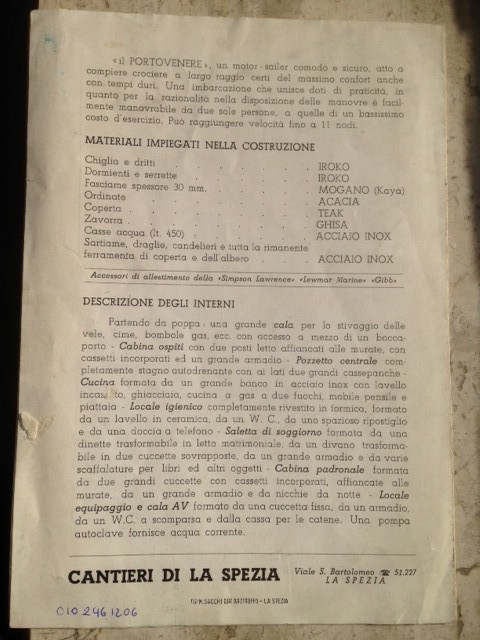 «il PORTOVENERE», un motor-sailer comodo e sicuro, atto a
compiere crociere a largo raggio certi del massimo confort anche
con tempi duri. Una imbarcazione che unisce doti di praticità, in
quanto per la razionalità nella disposizione delle manovre è facil-
mente manovrabile da due sole persone, a quelle di un bassissimo
costo d'esercizio. Può raggiungere velocità fino a 11 nodi.
MATERIALI IMPIEGATI NELLA COSTRUZIONE
Chiglia e dritti . . . . . . . IROKO
Dormienti e serrette . . . . . . IROKO
Fasciame spessore 30 mm. . . . . . MOGANO (Kaya)
Ordinate . . . . . . . . ACACIA
Coperta . . . . . . . . TEAK
Zavorra . . . . . . . . GHISA
Casse acqua (lt. 450) . . . . . . ACCIAIO INOX
Sartiame, draglie, candelieri e tutta la rimanente
ferramenta di coperta e dell'albero . . . ACCIAIO INOX
Accessori di allestimento della «Simpson Lawrence» «Lewmar Marine» «Gibb»
DESCRIZIONE DEGLI INTERNI
Partendo da poppa: una grande cala per lo stivaggio delle
vele, cime, bombole gas, ecc. con accesso a mezzo di un bocca-
porto - Cabina ospiti con due posti letto affiancati alle murate, con
cassetti incorporati ed un grande armadio - Pozzetto centrale com-
pletamente stagno autodrenante con ai lati due grandi cassepanche -
Cucina formata da un grande banco in acciaio inox con lavello
incassato, ghiacciaia, cucina a gas a due fuochi, mobile pensile e
piattaia - Locale igienico completamente rivestito in formica, formato
da un lavello in ceramica, da un W. C., da uno spazioso ripostiglio
e da una doccia a telefono - Saletta di soggiorno formata da una
dinette trasformabile in letto matrimoniale, da un divano trasforma-
bile in due cuccette sovrapposte, da un grande armadio e da varie
scaffalature per libri ed altri oggetti - Cabina padronale formata
da due grandi cuccette con cassetti incorporati, affiancate alle
murate, da un grande armadio e da nicchie da notte - Locale
equipaggio e cala AV formato da una cuccetta fissa, da un armadio,
da un W.C. a scomparsa e dalla cassa per le catene. Una pompa
autoclave fornisce acqua corrente.
CANTIERI DI LA SPEZIA Viale S. Bartolomeo ☎ 51.227
LA SPEZIA
- LA SPEZIA
010 2461206